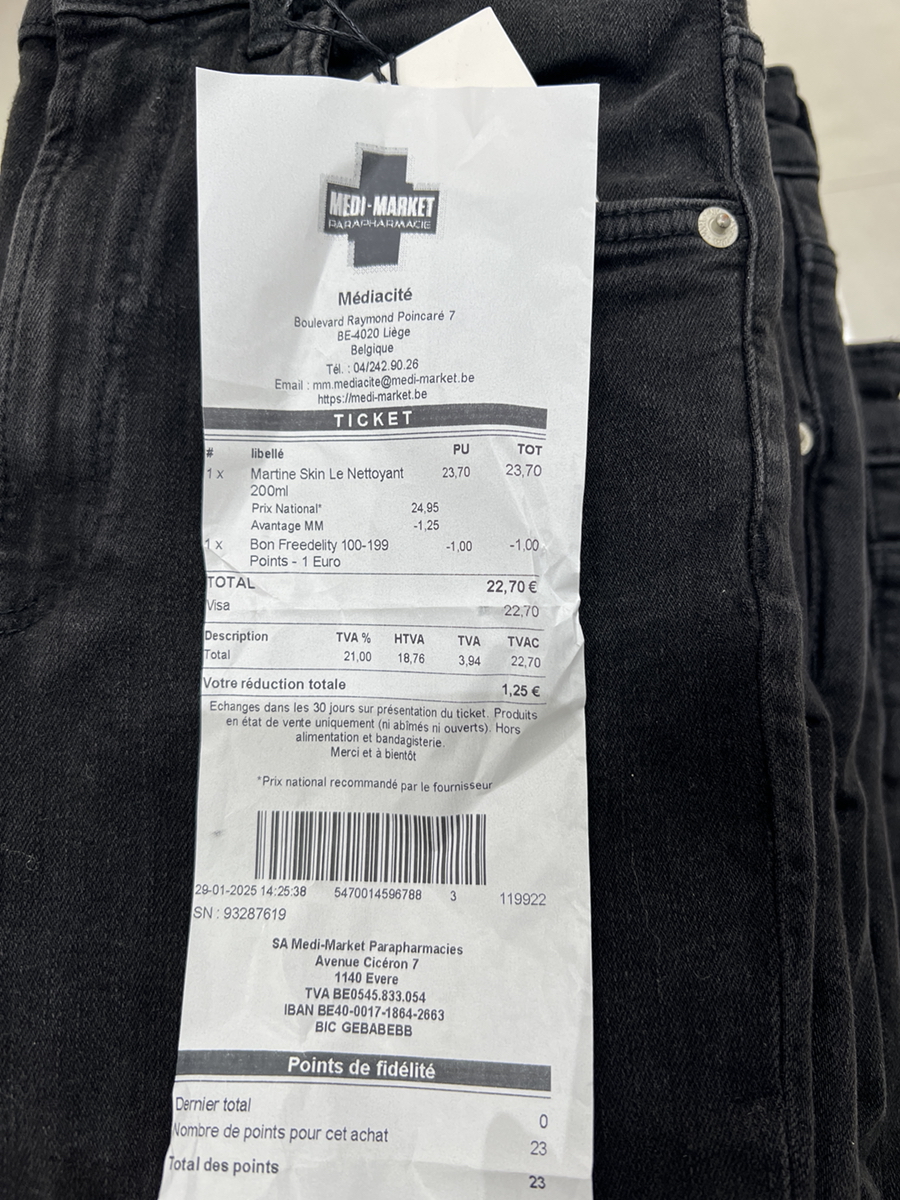 MEDI-MARKET
PARAPHARMACIE
Médiacité
Boulevard Raymond Poincaré 7
BE-4020 Liège
Belgique
Tél. : 04/242.90.26
Email : mm.mediacite@medi-market.be
https://medi-market.be
TICKET
# libellé PU TOT
1 x Martine Skin Le Nettoyant 23,70 23,70
200ml
Prix National* 24,95
Avantage MM -1,25
1 x Bon Freedelity 100-199 -1,00 -1,00
Points - 1 Euro
TOTAL 22,70 €
Visa 22,70
Description TVA % HTVA TVA TVAC
Total 21,00 18,76 3,94 22,70
Votre réduction totale 1,25 €
Echanges dans les 30 jours sur présentation du ticket. Produits
en état de vente uniquement (ni abîmés ni ouverts). Hors
alimentation et bandagisterie.
Merci et à bientôt
*Prix national recommandé par le fournisseur
29-01-2025 14:25:38 5470014596788 3 119922
SN : 93287619
SA Medi-Market Parapharmacies
Avenue Cicéron 7
1140 Evere
TVA BE0545.833.054
IBAN BE40-0017-1864-2663
BIC GEBABEBB
Points de fidélité
Dernier total 0
Nombre de points pour cet achat 23
Total des points 23